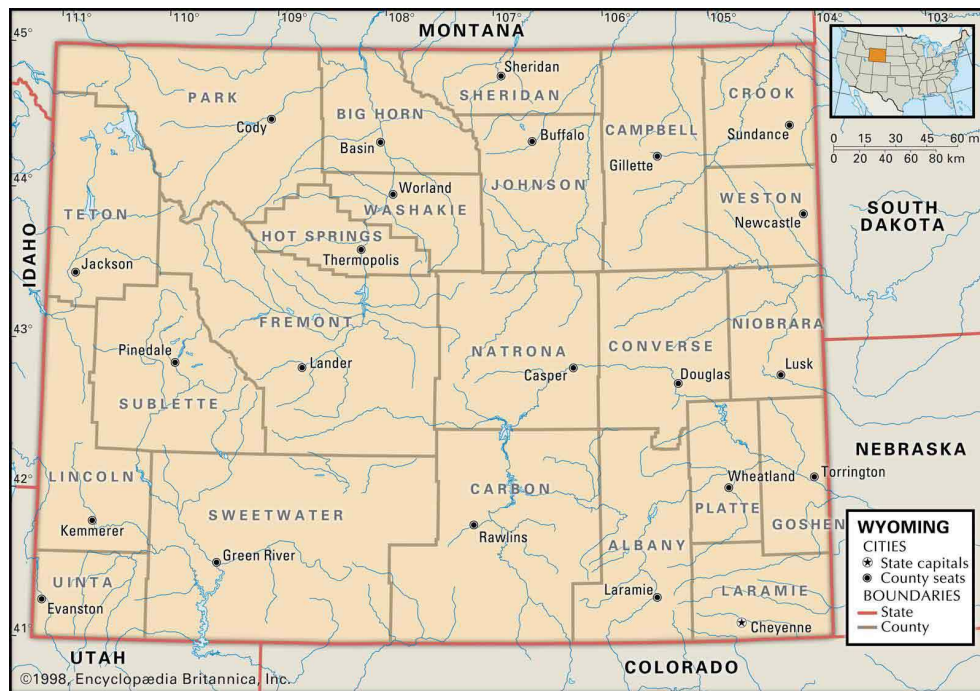 111°
110°
109°
108°
107°
106°
105°
104°
103°
45°
MONTANA
Sheridan
SHERIDAN
PARK
BIG HORN
CROOK
Cody
Basin
Buffalo
CAMPBELL
Sundance
Gillette
0 15 30 45 60 mi
0 20 40 60 80 km
44°
JOHNSON
Worland
WASHAKIE
WESTON
Newcastle
TETON
HOT SPRINGS
Thermopolis
SOUTH
DAKOTA
IDAHO
Jackson
43°
FREMONT
NIOBRARA
NATRONA
CONVERSE
Pinedale
Lander
Casper
Douglas
Lusk
SUBLETTE
NEBRASKA
42°
LINCOLN
CARBON
Wheatland
Torrington
PLATTE
SWEETWATER
GOSHEN
Kemmerer
Rawlins
ALBANY
Green River
UINTA
Laramie
LARAMIE
Evanston
Cheyenne
41°
WYOMING
CITIES
State capitals
County seats
BOUNDARIES
State
County
UTAH
COLORADO
©1998, Encyclopædia Britannica, Inc.